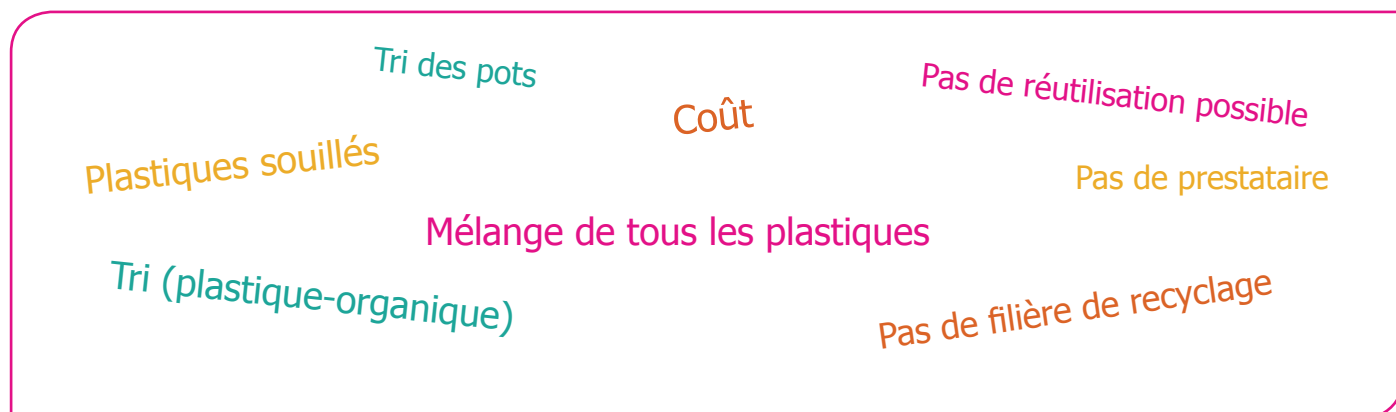 Tri des pots
Pas de réutilisation possible
Coût
Plastiques souillés
Pas de prestataire
Mélange de tous les plastiques
Tri (plastique-organique)
Pas de filière de recyclage